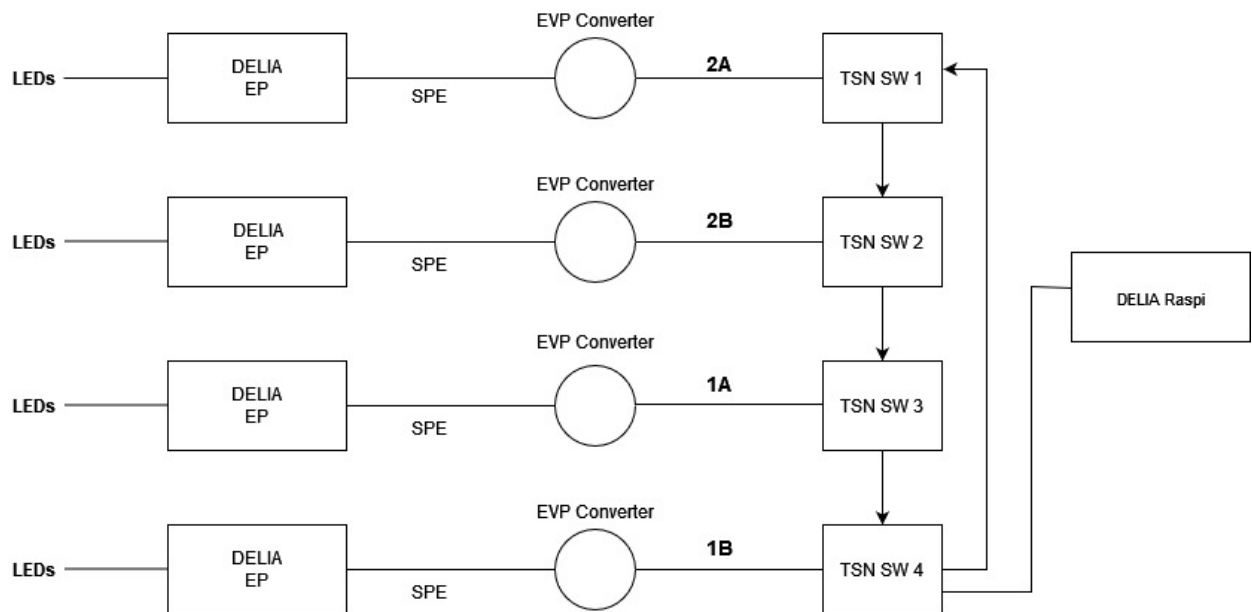 EVP Converter
LEDs
DELIA
EP
SPE
2A
TSN SW 1
EVP Converter
LEDs
DELIA
EP
SPE
2B
TSN SW 2
DELIA Raspi
EVP Converter
LEDs
DELIA
EP
SPE
1A
TSN SW 3
EVP Converter
LEDs
DELIA
EP
SPE
1B
TSN SW 4